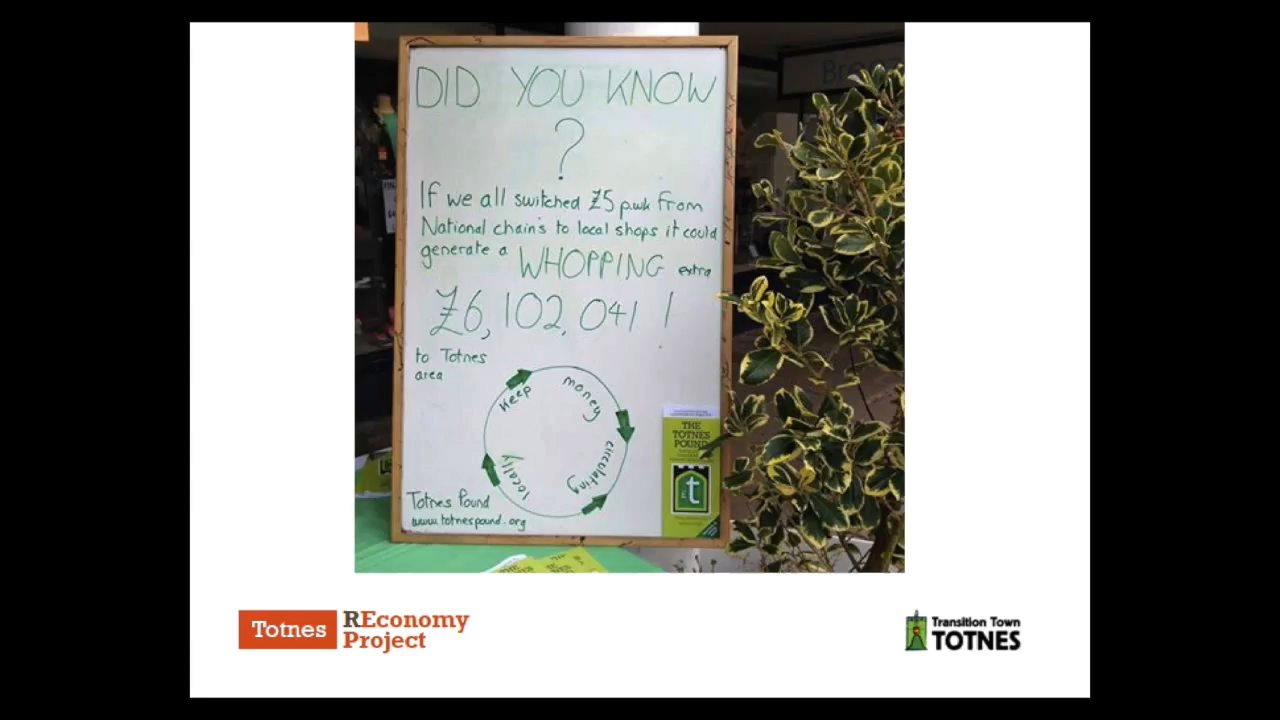 DID YOU KNOW
?
If we all switched £5 p.wk from
National chain's to local shops it could
generate a WHOPPING extra
£6,102,041 !
to Totnes
area
Keep money circulating locally
THE
TOTNES
POUND
t
Totnes Pound
www.totnespound.org
Totnes REconomy
Project
Transition Town
TOTNES